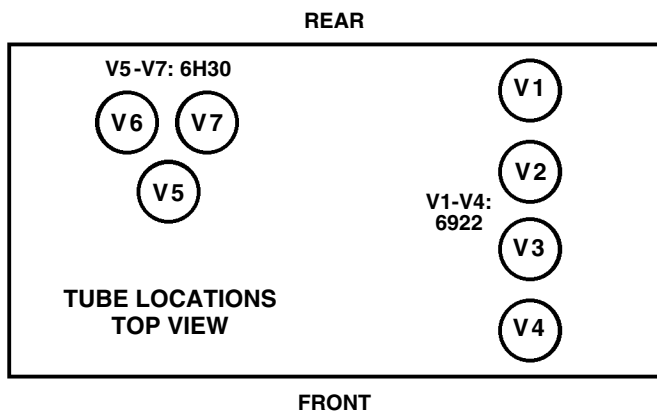 REAR
V5-V7: 6H30
V6
V7
V5
V1
V2
V1-V4:
6922
V3
V4
TUBE LOCATIONS
TOP VIEW
FRONT